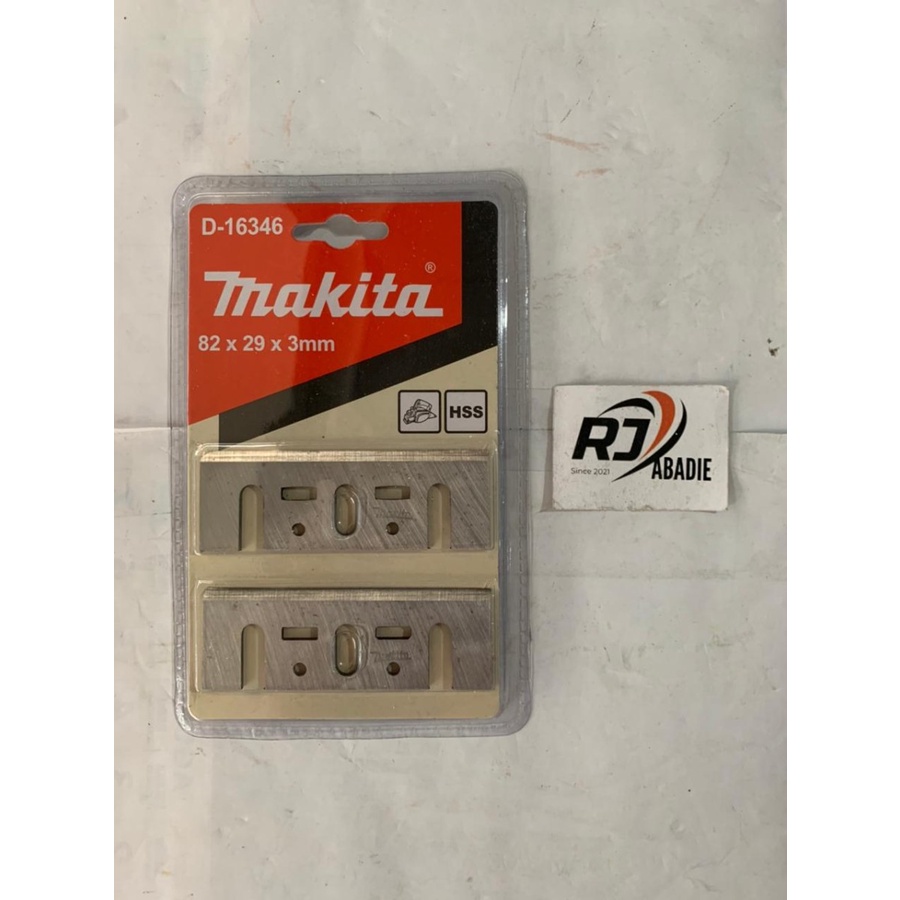 D-16346
makita®
82 x 29 x 3mm
HSS
RJ
Since 2021
ABADIE